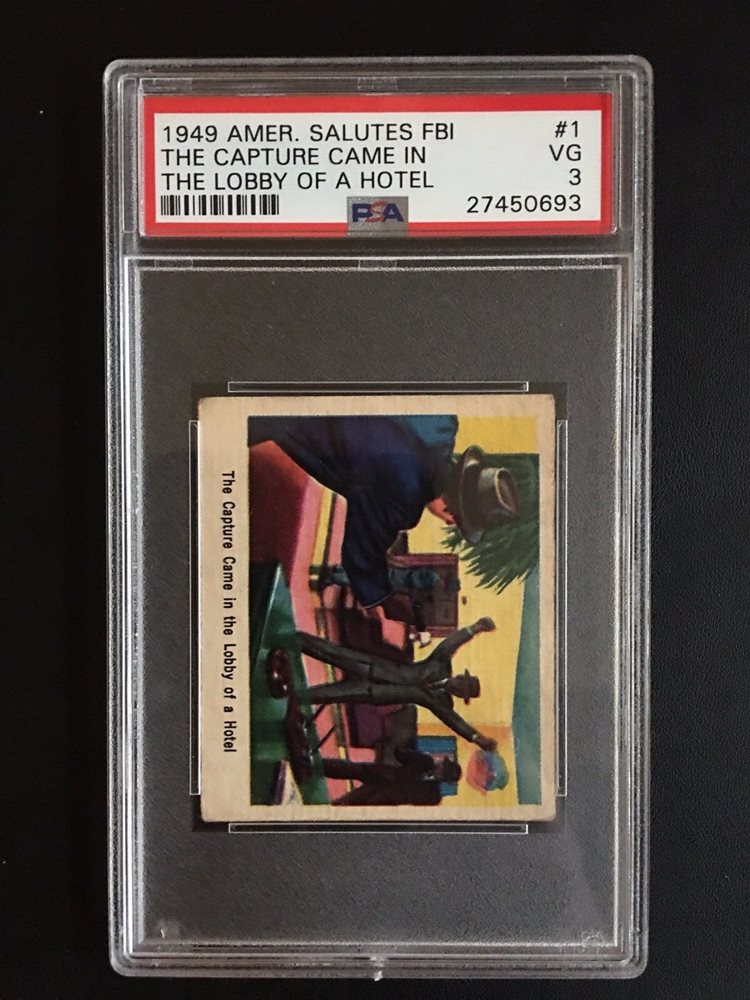 1949 AMER. SALUTES FBI #1
THE CAPTURE CAME IN VG
THE LOBBY OF A HOTEL 3
PSA 27450693
The Capture Came in the Lobby of a Hotel